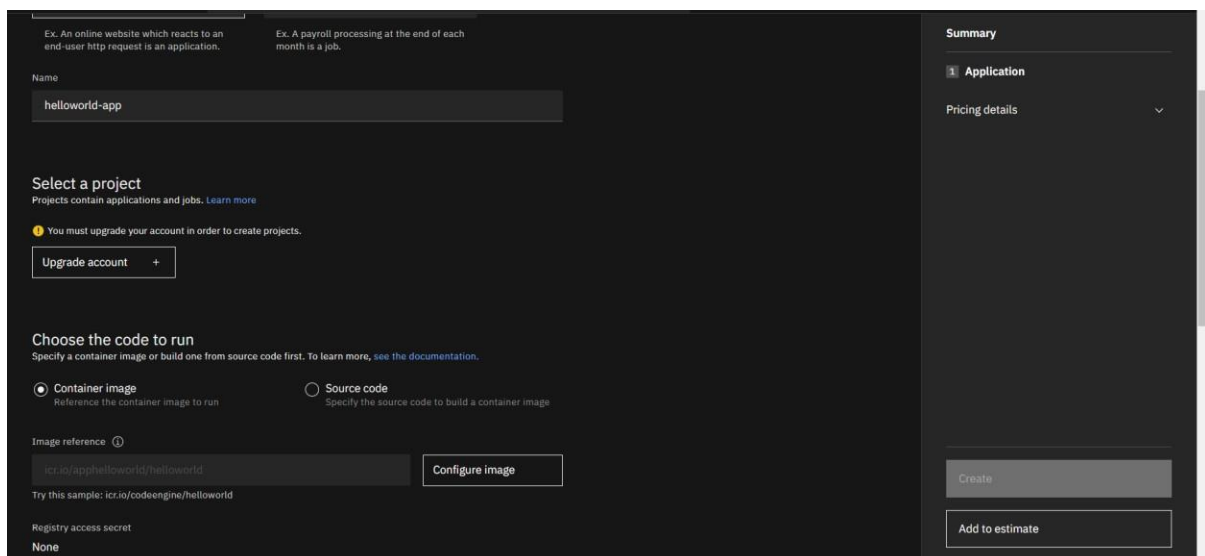 Ex. An online website which reacts to an
end-user http request is an application.
Ex. A payroll processing at the end of each
month is a job.
Name
helloworld-app
Select a project
Projects contain applications and jobs. Learn more
You must upgrade your account in order to create projects.
Upgrade account +
Choose the code to run
Specify a container image or build one from source code first. To learn more, see the documentation.
Container image
Reference the container image to run
Source code
Specify the source code to build a container image
Image reference
icr.io/apphelloworld/helloworld
Configure image
Try this sample: icr.io/codeengine/helloworld
Registry access secret
None
Summary
1 Application
Pricing details
Create
Add to estimate